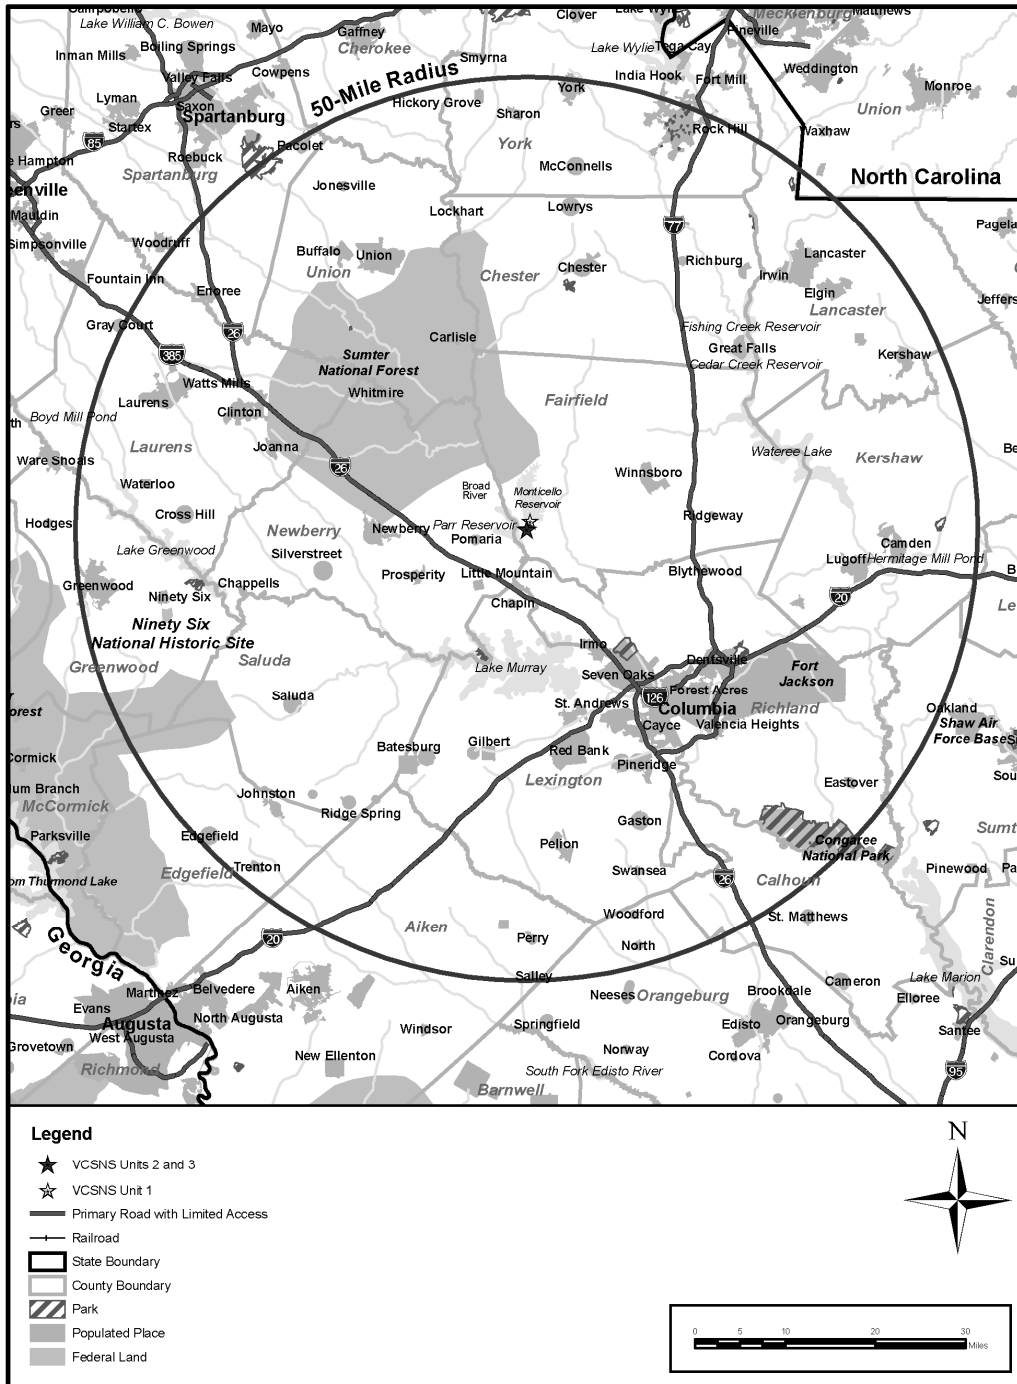 Campobello
Lake William C. Bowen
Mayo
Gaffney
Cherokee
Clover
Lake Wylie
Mecklenburg
Matthews
Pineville
Inman Mills
Boiling Springs
Smyrna
Lake Wylie
Tega Cay
Valley Falls
Cowpens
50-Mile Radius
India Hook
Fort Mill
Weddington
York
Monroe
Lyman
Saxon
Hickory Grove
Greer
Spartanburg
Sharon
Union
Startex
85
York
Rock Hill
Waxhaw
Pacolet
Roebuck
Spartanburg
McConnells
North Carolina
Jonesville
Mauldin
Lockhart
Lowrys
77
Simpsonville
Woodruff
Buffalo
Union
Union
Chester
Chester
Richburg
Lancaster
Irwin
Fountain Inn
Enoree
Elgin
Lancaster
Gray Court
26
Carlisle
Fishing Creek Reservoir
Great Falls
385
Sumter
National Forest
Cedar Creek Reservoir
Kershaw
Watts Mills
Whitmire
Laurens
Clinton
Fairfield
Boyd Mill Pond
Laurens
Joanna
Wateree Lake
Kershaw
Ware Shoals
26
Winnsboro
Waterloo
Broad
River
Monticello
Reservoir
Cross Hill
Ridgeway
Hodges
Newberry
Newberry
Parr Reservoir
Pomaria
Camden
Lake Greenwood
Silverstreet
Lugoff
Hermitage Mill Pond
Greenwood
Chappells
Prosperity
Little Mountain
Blythewood
20
Ninety Six
Chapin
Ninety Six
National Historic Site
Irmo
Greenwood
Saluda
Lake Murray
Dentsville
Seven Oaks
Fort
Jackson
Saluda
St. Andrews
126
Forest Acres
Columbia
Richland
Oakland
Cayce
Valencia Heights
Shaw Air
Force Base
Batesburg
Gilbert
Red Bank
Pineridge
Lexington
Eastover
McCormick
Johnston
Ridge Spring
Gaston
Parksville
Edgefield
Pelion
Congaree
National Park
Edgefield
Trenton
Swansea
26
Calhoun
Pinewood
Woodford
St. Matthews
Aiken
Perry
North
Clarendon
Georgia
20
Salley
Lake Marion
Martinez
Belvedere
Aiken
Neeses
Orangeburg
Brookdale
Cameron
Elloree
Evans
Augusta
North Augusta
West Augusta
Windsor
Springfield
Edisto
Orangeburg
Santee
Grovetown
New Ellenton
Norway
Cordova
Richmond
South Fork Edisto River
95
Barnwell
Legend
VCSNS Units 2 and 3
VCSNS Unit 1
Primary Road with Limited Access
Railroad
State Boundary
County Boundary
Park
Populated Place
Federal Land
N
0 5 10 20 30
Miles